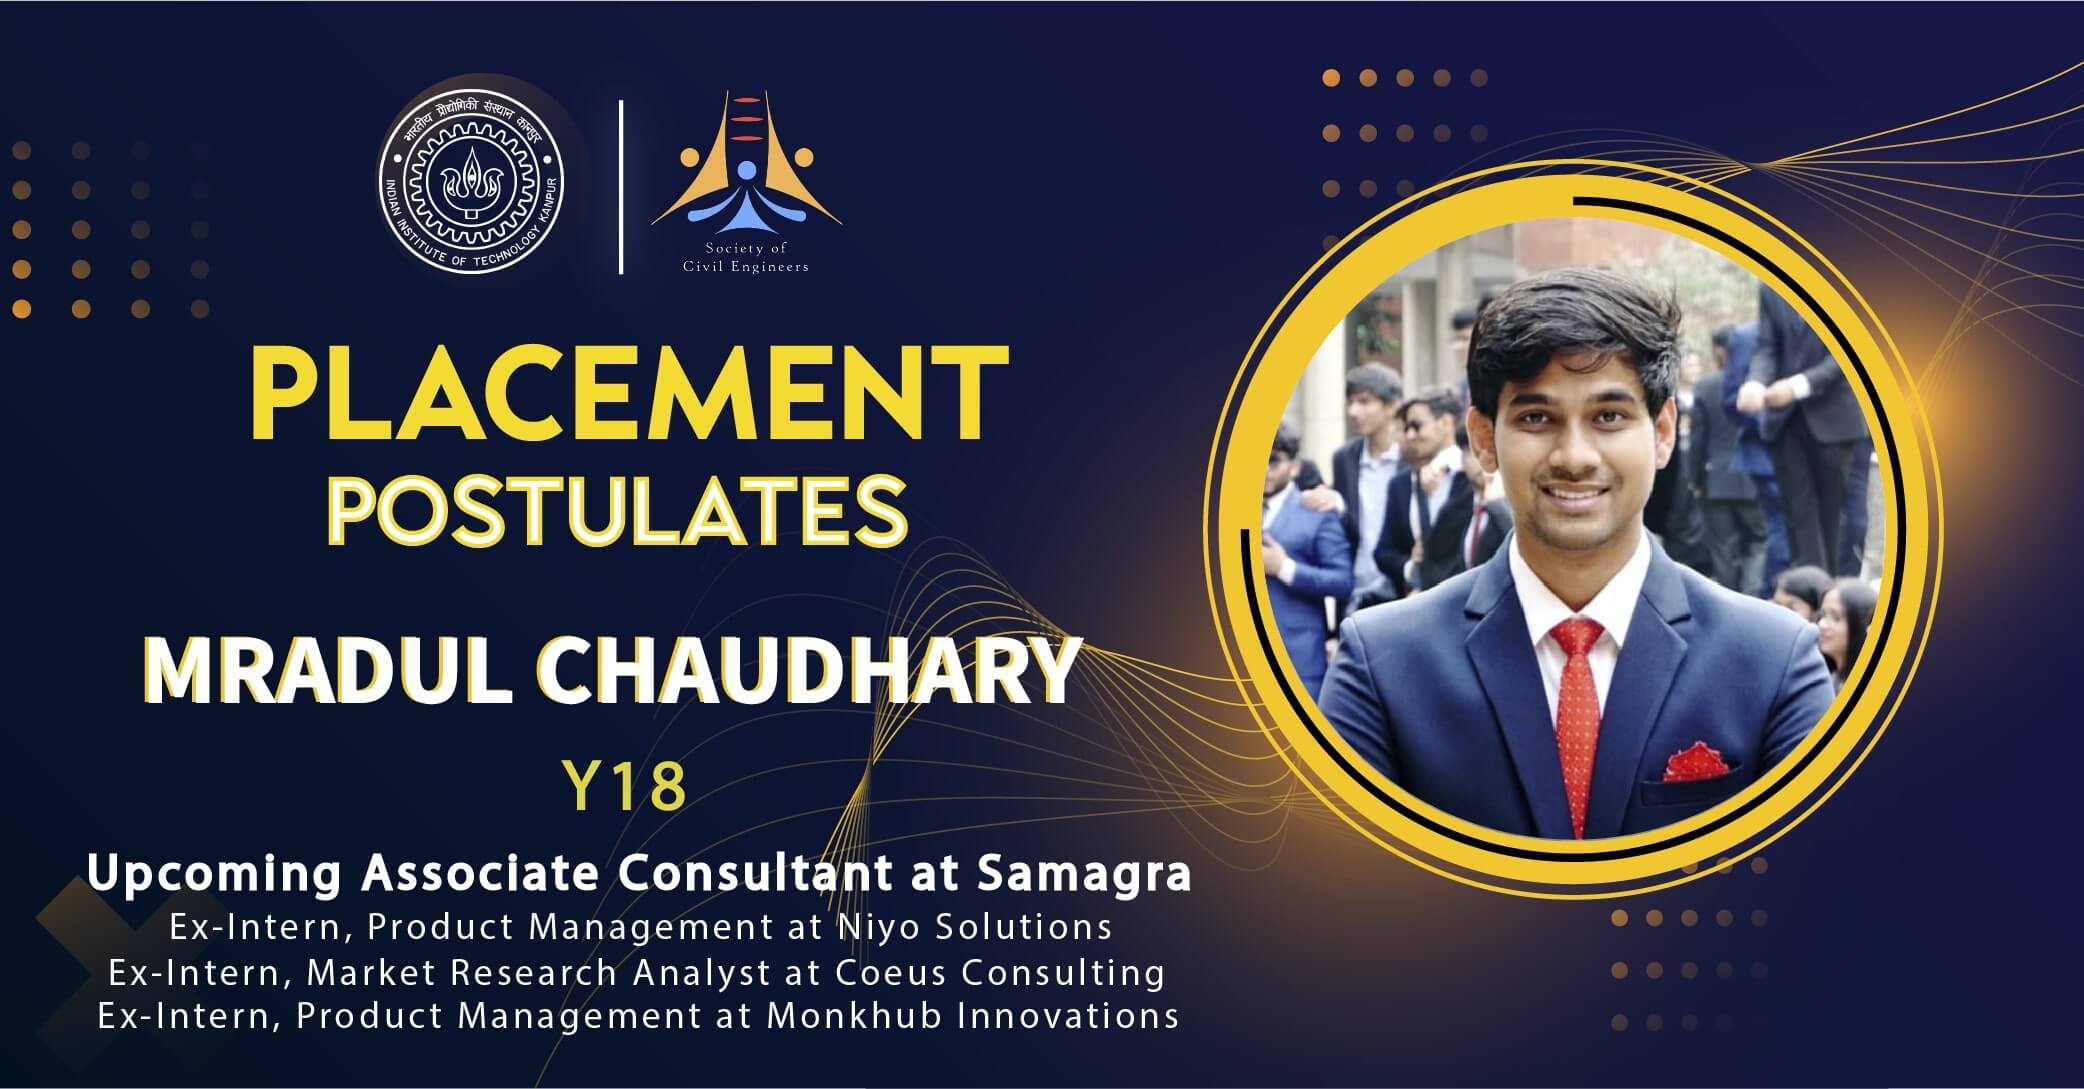 भारतीय प्रौद्योगिकी संस्थान कानपुर
INDIAN INSTITUTE OF TECHNOLOGY KANPUR
Society of
Civil Engineers
PLACEMENT
POSTULATES
MRADUL CHAUDHARY
Y18
Upcoming Associate Consultant at Samagra
Ex-Intern, Product Management at Niyo Solutions
Ex-Intern, Market Research Analyst at Coeus Consulting
Ex-Intern, Product Management at Monkhub Innovations